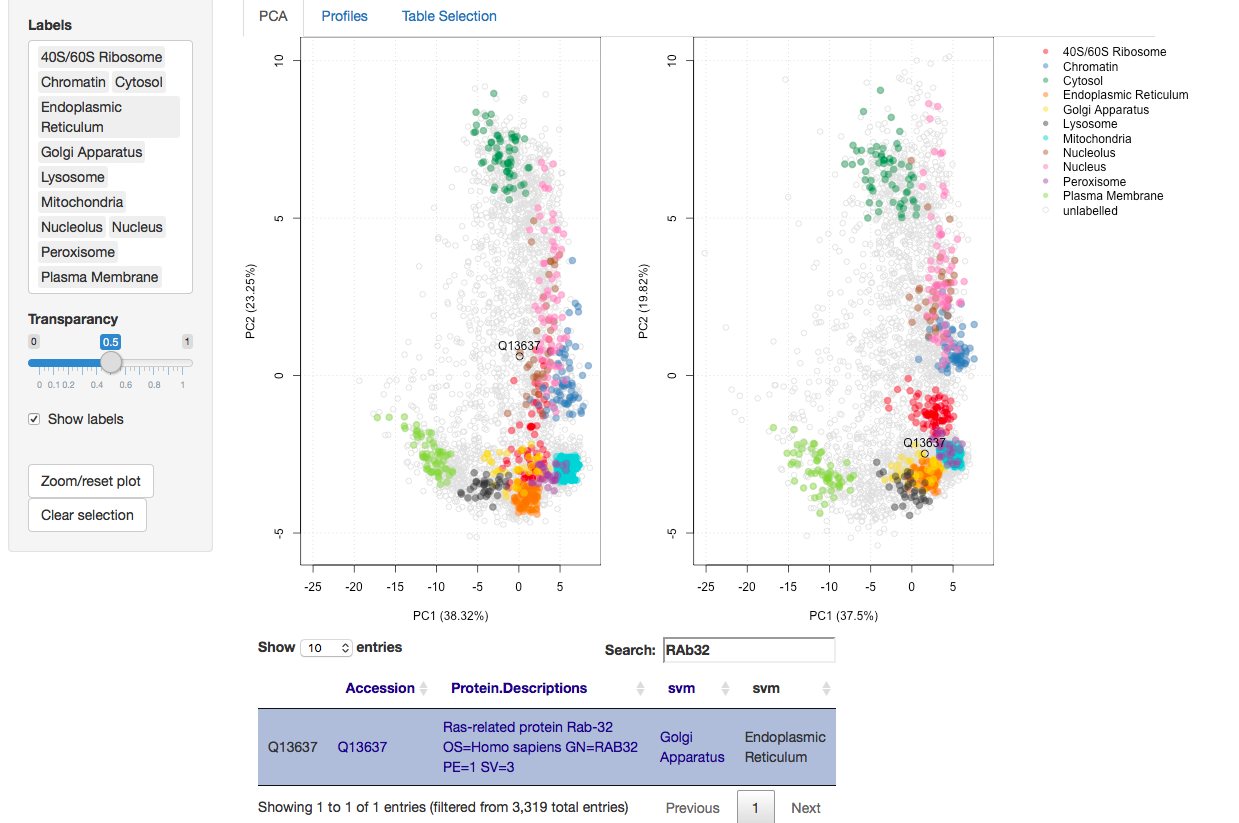 Labels
40S/60S Ribosome
Chromatin Cytosol
Endoplasmic
Reticulum
Golgi Apparatus
Lysosome
Mitochondria
Nucleolus Nucleus
Peroxisome
Plasma Membrane
Transparancy
0 0.5 1
0 0.1 0.2 0.4 0.6 0.8 1
Show labels
Zoom/reset plot
Clear selection
PCA Profiles Table Selection
10
5
0
-5
PC2 (23.25%)
Q13637
-25 -20 -15 -10 -5 0 5
PC1 (38.32%)
10
5
0
-5
PC2 (19.82%)
Q13637
-25 -20 -15 -10 -5 0 5
PC1 (37.5%)
40S/60S Ribosome
Chromatin
Cytosol
Endoplasmic Reticulum
Golgi Apparatus
Lysosome
Mitochondria
Nucleolus
Nucleus
Peroxisome
Plasma Membrane
unlabelled
Show 10 entries
Search: RAb32
Accession Protein.Descriptions svm svm
Q13637 Q13637
Ras-related protein Rab-32
OS=Homo sapiens GN=RAB32
PE=1 SV=3
Golgi
Apparatus
Endoplasmic
Reticulum
Showing 1 to 1 of 1 entries (filtered from 3,319 total entries)
Previous 1 Next